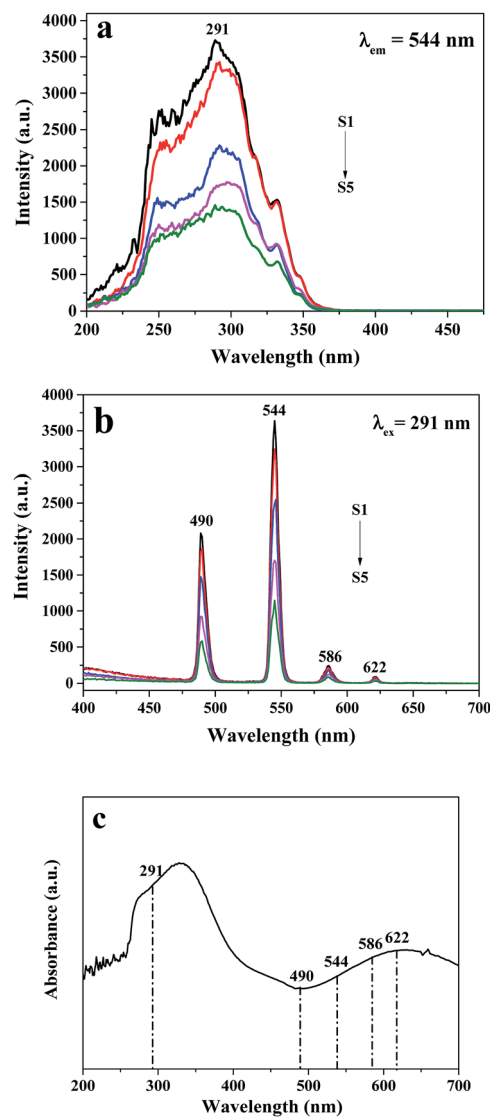 a
291
λem = 544 nm
S1
S5
Intensity (a.u.)
4000
3500
3000
2500
2000
1500
1000
500
0
200 250 300 350 400 450
Wavelength (nm)
b
544
λex= 291 nm
490
S1
S5
586
622
Intensity (a.u.)
4000
3500
3000
2500
2000
1500
1000
500
0
400 450 500 550 600 650 700
Wavelength (nm)
c
291
490
544
586
622
Absorbance (a.u.)
200 300 400 500 600 700
Wavelength (nm)